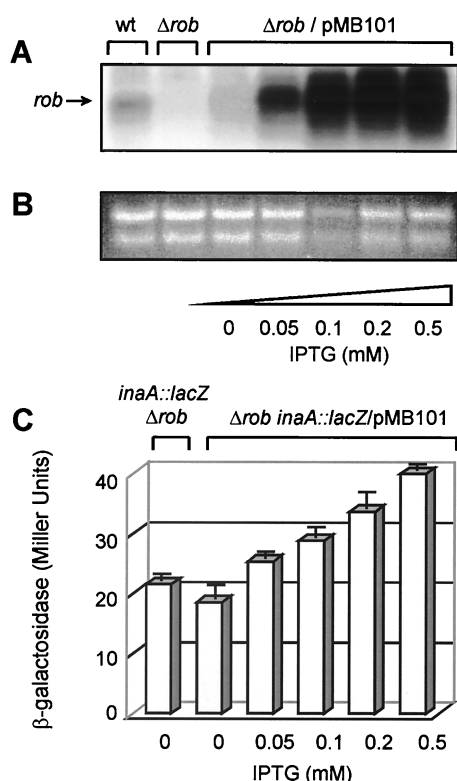 wt Δrob Δrob / pMB101
A
rob
B
0 0.05 0.1 0.2 0.5
IPTG (mM)
inaA::lacZ
Δrob Δrob inaA::lacZ/pMB101
C
β-galactosidase (Miller Units)
40
30
20
10
0
0 0 0.05 0.1 0.2 0.5
IPTG (mM)